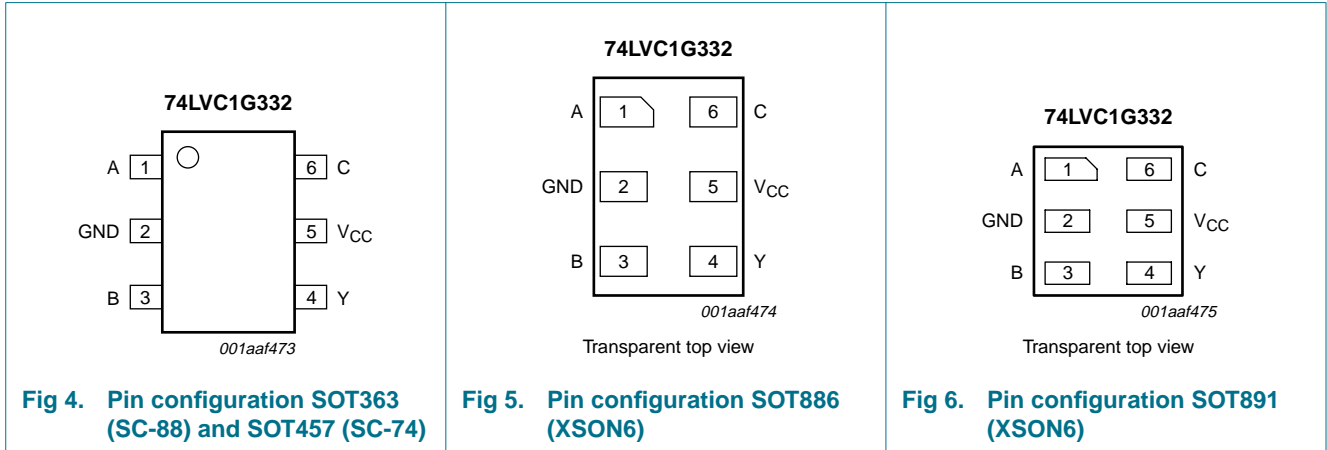 74LVC1G332
A 1 6 C
GND 2 5 VCC
B 3 4 Y
001aaf473
Fig 4. Pin configuration SOT363
(SC-88) and SOT457 (SC-74)
74LVC1G332
A 1 6 C
GND 2 5 VCC
B 3 4 Y
001aaf474
Transparent top view
Fig 5. Pin configuration SOT886
(XSON6)
74LVC1G332
A 1 6 C
GND 2 5 VCC
B 3 4 Y
001aaf475
Transparent top view
Fig 6. Pin configuration SOT891
(XSON6)